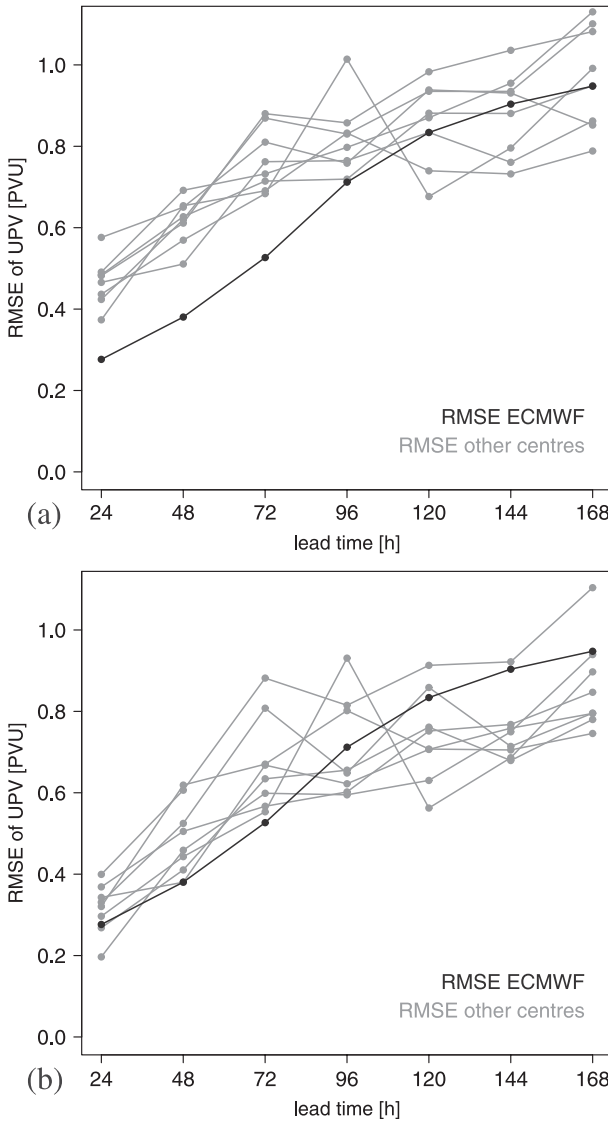 RMSE of UPV [PVU]
1.0
0.8
0.6
0.4
0.2
0.0
RMSE ECMWF
RMSE other centres
(a)
24 48 72 96 120 144 168
lead time [h]
RMSE of UPV [PVU]
1.0
0.8
0.6
0.4
0.2
0.0
RMSE ECMWF
RMSE other centres
(b)
24 48 72 96 120 144 168
lead time [h]